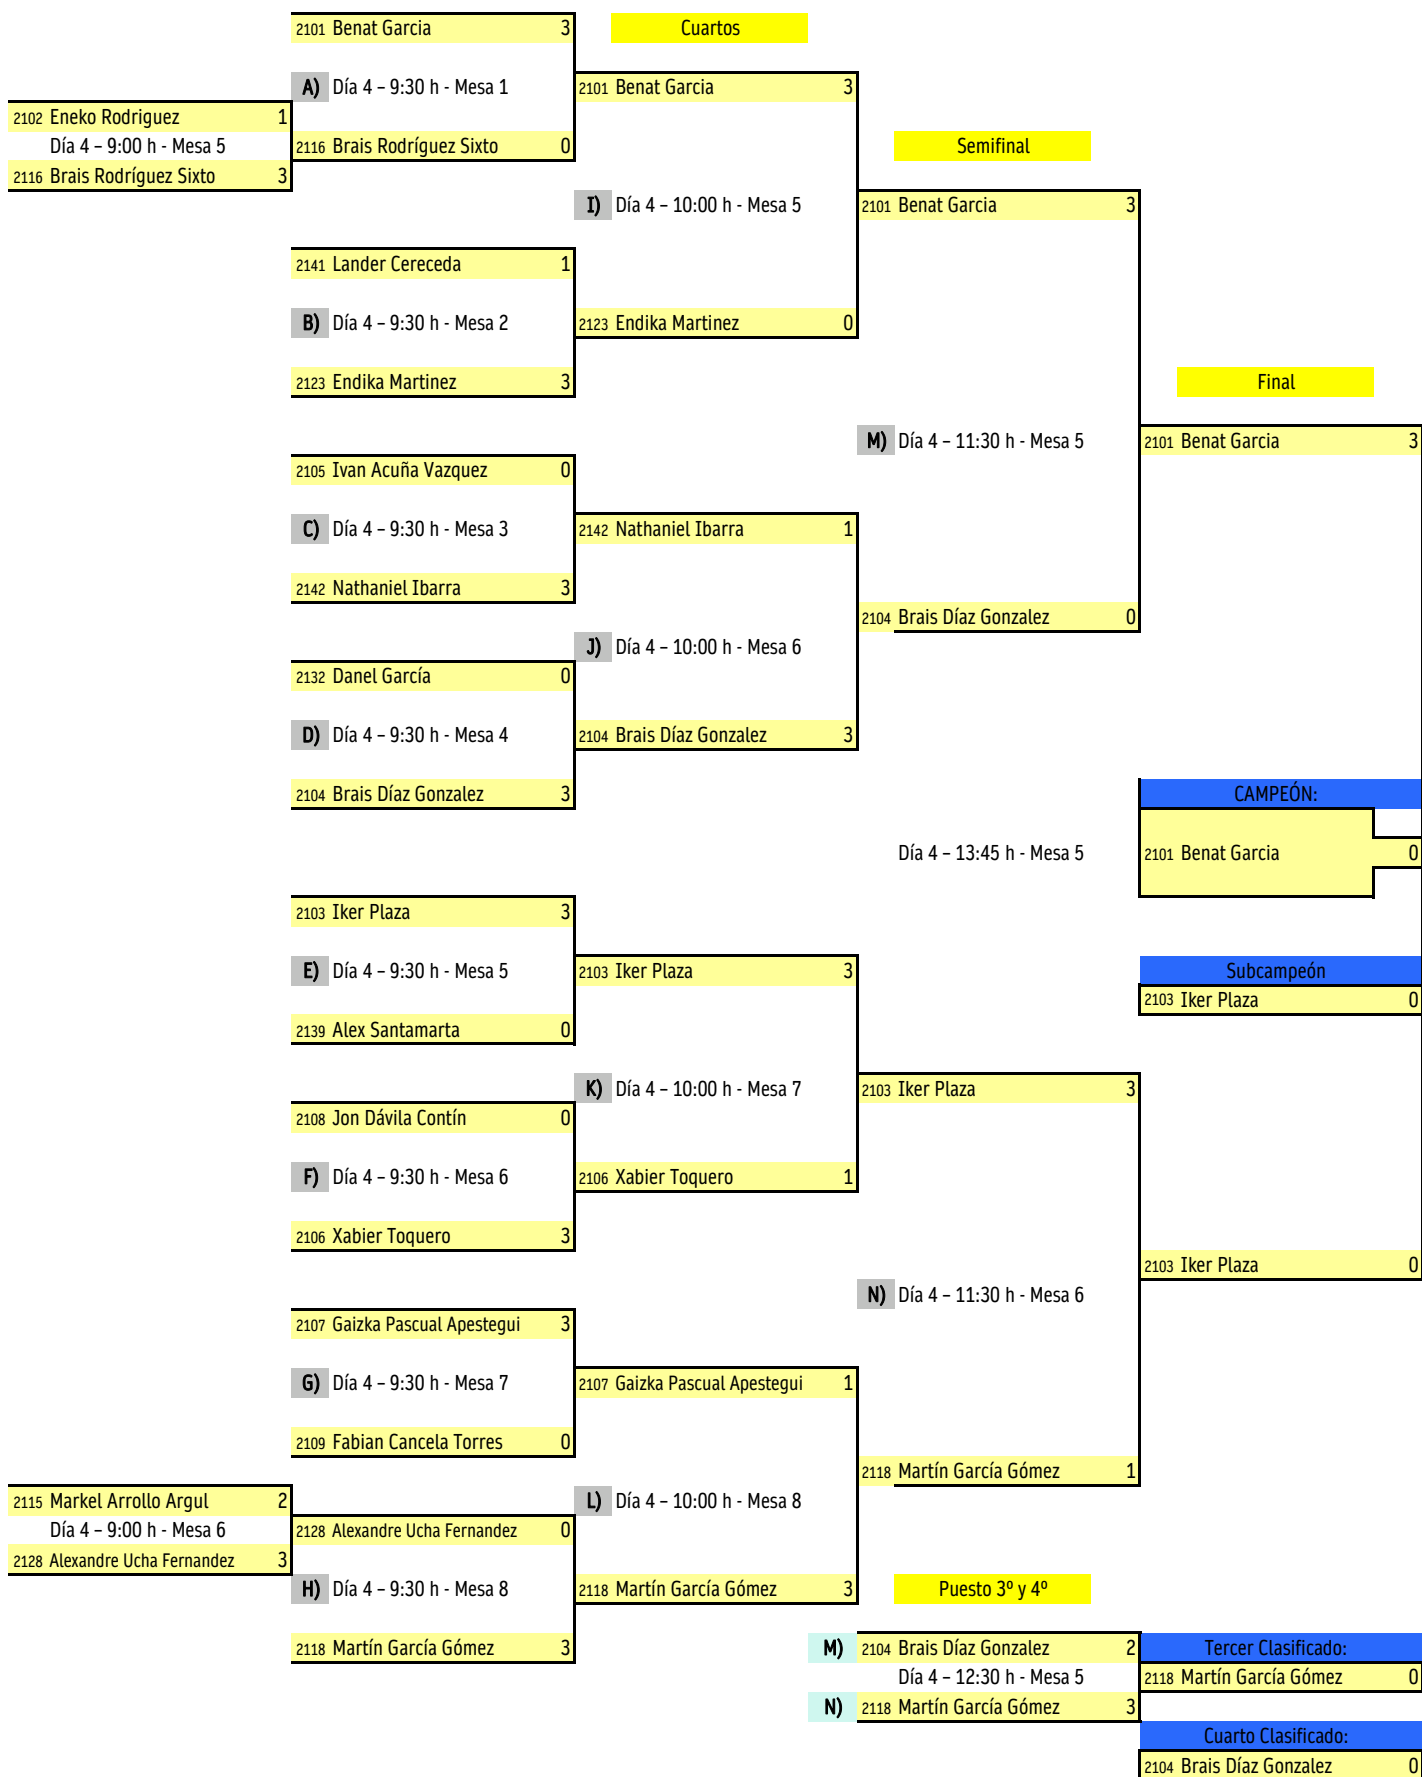 2101 Benat Garcia 3
Cuartos
A) Día 4 – 9:30 h - Mesa 1
2101 Benat Garcia 3
2102 Eneko Rodriguez 1
Día 4 – 9:00 h - Mesa 5
2116 Brais Rodríguez Sixto 0
Semifinal
2116 Brais Rodríguez Sixto 3
I) Día 4 – 10:00 h - Mesa 5
2101 Benat Garcia 3
2141 Lander Cereceda 1
B) Día 4 – 9:30 h - Mesa 2
2123 Endika Martinez 0
2123 Endika Martinez 3
Final
M) Día 4 – 11:30 h - Mesa 5
2101 Benat Garcia 3
2105 Ivan Acuña Vazquez 0
C) Día 4 – 9:30 h - Mesa 3
2142 Nathaniel Ibarra 1
2142 Nathaniel Ibarra 3
2104 Brais Díaz Gonzalez 0
J) Día 4 – 10:00 h - Mesa 6
2132 Danel García 0
D) Día 4 – 9:30 h - Mesa 4
2104 Brais Díaz Gonzalez 3
2104 Brais Díaz Gonzalez 3
CAMPEÓN:
Día 4 – 13:45 h - Mesa 5
2101 Benat Garcia 0
2103 Iker Plaza 3
E) Día 4 – 9:30 h - Mesa 5
2103 Iker Plaza 3
Subcampeón
2103 Iker Plaza 0
2139 Alex Santamarta 0
K) Día 4 – 10:00 h - Mesa 7
2103 Iker Plaza 3
2108 Jon Dávila Contín 0
F) Día 4 – 9:30 h - Mesa 6
2106 Xabier Toquero 1
2106 Xabier Toquero 3
2103 Iker Plaza 0
N) Día 4 – 11:30 h - Mesa 6
2107 Gaizka Pascual Apestegui 3
G) Día 4 – 9:30 h - Mesa 7
2107 Gaizka Pascual Apestegui 1
2109 Fabian Cancela Torres 0
2118 Martín García Gómez 1
2115 Markel Arrollo Argul 2
L) Día 4 – 10:00 h - Mesa 8
Día 4 – 9:00 h - Mesa 6
2128 Alexandre Ucha Fernandez 0
2128 Alexandre Ucha Fernandez 3
H) Día 4 – 9:30 h - Mesa 8
2118 Martín García Gómez 3
Puesto 3º y 4º
2118 Martín García Gómez 3
M) 2104 Brais Díaz Gonzalez 2
Tercer Clasificado:
Día 4 – 12:30 h - Mesa 5
2118 Martín García Gómez 0
N) 2118 Martín García Gómez 3
Cuarto Clasificado:
2104 Brais Díaz Gonzalez 0